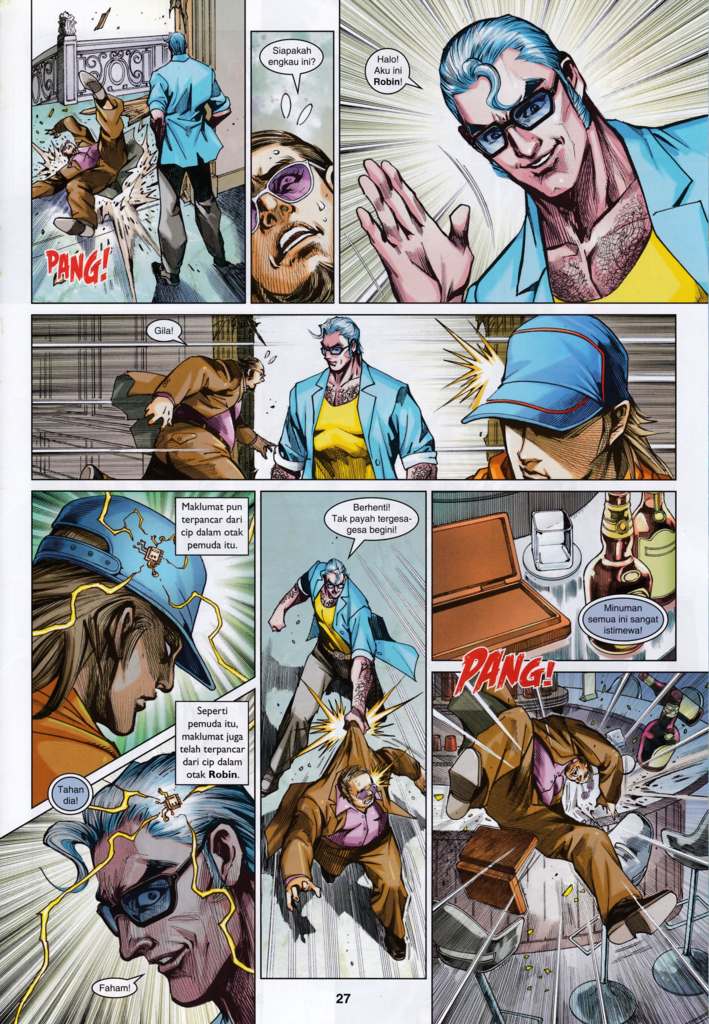 PANG!
Siapakah
engkau ini?
Halo!
Aku ini
Robin!
Gila!
Maklumat pun
terpancar dari
cip dalam otak
pemuda itu.
Seperti
pemuda itu,
maklumat juga
telah terpancar
dari cip dalam
otak Robin.
Tahan
dia!
Faham!
Berhenti!
Tak payah tergesa-
gesa begini!
Minuman
semua ini sangat
istimewa!
PANG!
27